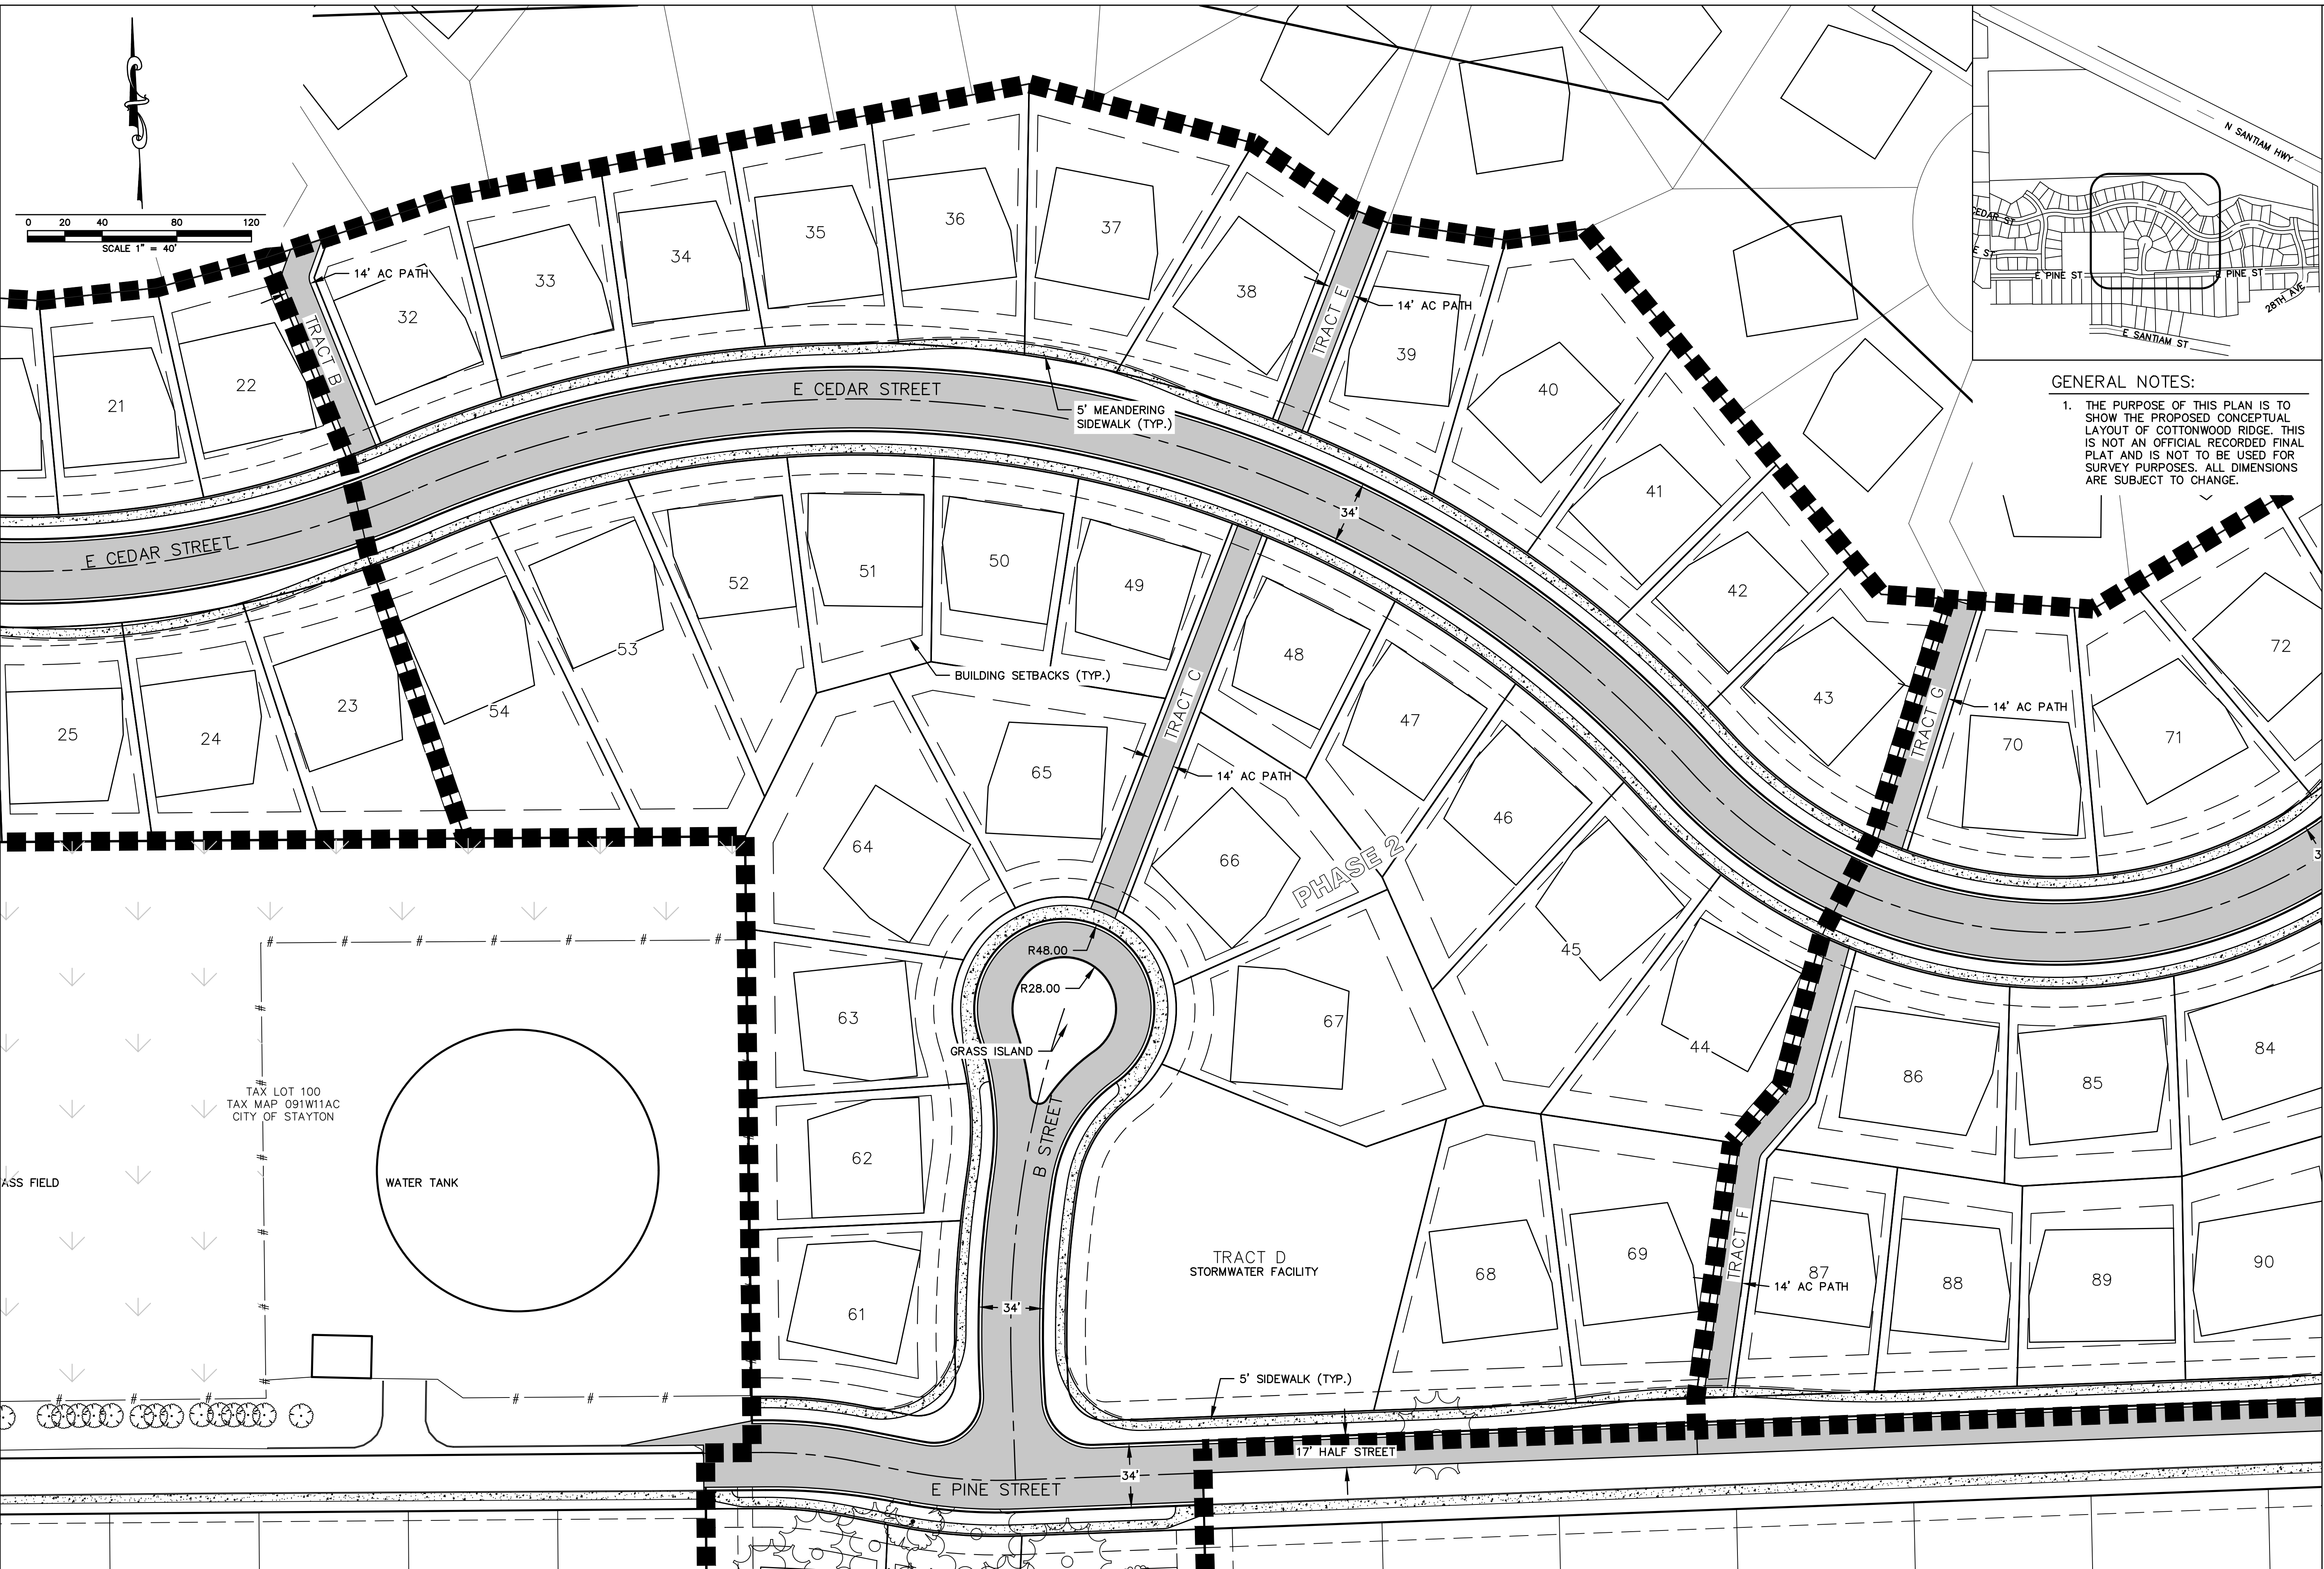 0 20 40 80 120
SCALE 1" = 40'
N SANTIAM HWY
CEDAR ST
E ST
E PINE ST
E PINE ST
28TH AVE
E SANTIAM ST
GENERAL NOTES:
1. THE PURPOSE OF THIS PLAN IS TO
SHOW THE PROPOSED CONCEPTUAL
LAYOUT OF COTTONWOOD RIDGE. THIS
IS NOT AN OFFICIAL RECORDED FINAL
PLAT AND IS NOT TO BE USED FOR
SURVEY PURPOSES. ALL DIMENSIONS
ARE SUBJECT TO CHANGE.
21
22
TRACT B
14' AC PATH
32
33
34
35
36
37
38
TRACT E
14' AC PATH
39
40
41
42
43
TRACT G
14' AC PATH
70
71
72
E CEDAR STREET
E CEDAR STREET
5' MEANDERING
SIDEWALK (TYP.)
34'
3
25
24
23
54
53
52
51
50
49
BUILDING SETBACKS (TYP.)
TRACT C
14' AC PATH
48
47
46
45
44
PHASE 2
64
65
66
67
63
62
61
R48.00
R28.00
GRASS ISLAND
B STREET
34'
TAX LOT 100
TAX MAP 091W11AC
CITY OF STAYTON
ASS FIELD
WATER TANK
TRACT D
STORMWATER FACILITY
68
69
TRACT F
14' AC PATH
86
85
84
87
88
89
90
5' SIDEWALK (TYP.)
17' HALF STREET
34'
E PINE STREET